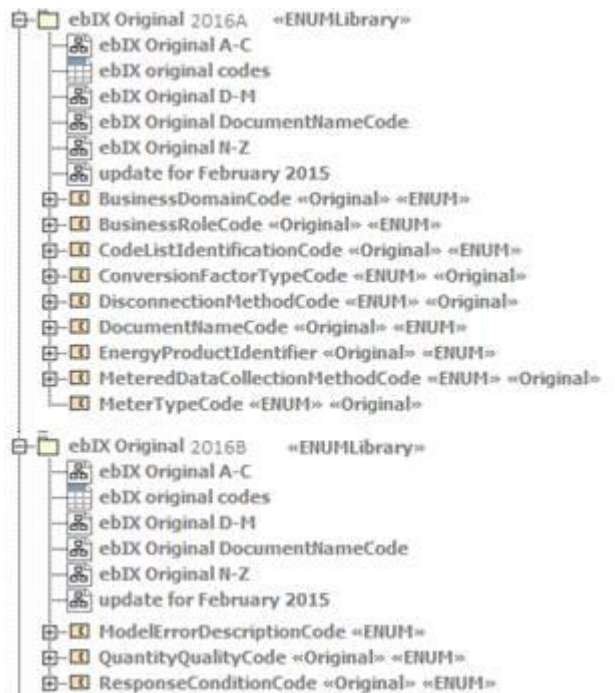 ebIX Original 2016A «ENUMLibrary»
ebIX Original A-C
ebIX original codes
ebIX Original D-M
ebIX Original DocumentNameCode
ebIX Original N-Z
update for February 2015
BusinessDomainCode «Original» «ENUM»
BusinessRoleCode «Original» «ENUM»
CodeListIdentificationCode «Original» «ENUM»
ConversionFactorTypeCode «ENUM» «Original»
DisconnectionMethodCode «ENUM» «Original»
DocumentNameCode «Original» «ENUM»
EnergyProductIdentifier «Original» «ENUM»
MeteredDataCollectionMethodCode «ENUM» «Original»
MeterTypeCode «ENUM» «Original»
ebIX Original 2016B «ENUMLibrary»
ebIX Original A-C
ebIX original codes
ebIX Original D-M
ebIX Original DocumentNameCode
ebIX Original N-Z
update for February 2015
ModelErrorDescriptionCode «ENUM»
QuantityQualityCode «Original» «ENUM»
ResponseConditionCode «Original» «ENUM»